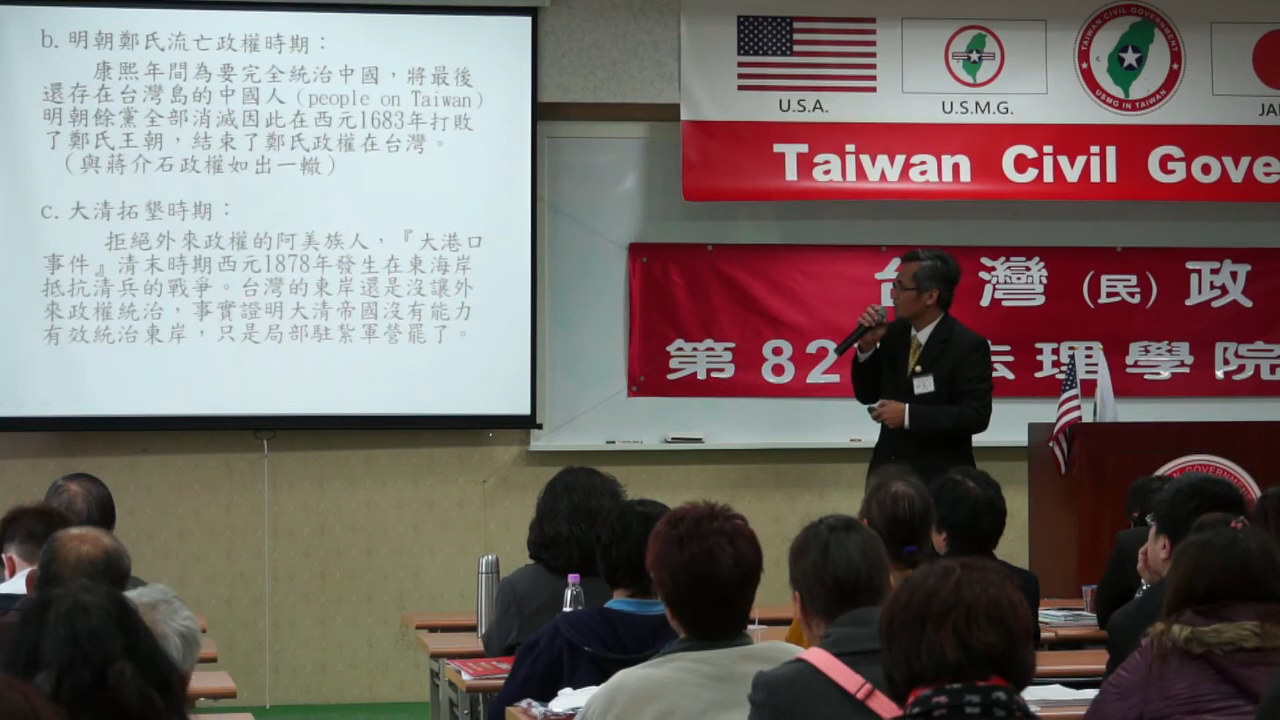 b. 明朝鄭氏流亡政權時期：
康熙年間為要完全統治中國，將最後
還存在台灣島的中國人（people on Taiwan）
明朝餘黨全部消滅因此在西元1683年打敗
了鄭氏王朝，結束了鄭氏政權在台灣。
（與蔣介石政權如出一轍）
c. 大清拓墾時期：
拒絕外來政權的阿美族人，『大港口
事件』清末時期西元1878年發生在東海岸
抵抗清兵的戰爭。台灣的東岸還是沒讓外
來政權統治，事實證明大清帝國沒有能力
有效統治東岸，只是局部駐紮軍營罷了。
U.S.A.
U.S.M.G.
TAIWAN CIVIL GOVERNMENT
USMG IN TAIWAN
JA
Taiwan Civil Gove
台灣（民）政
第82 法理學院
GOVERNMENT